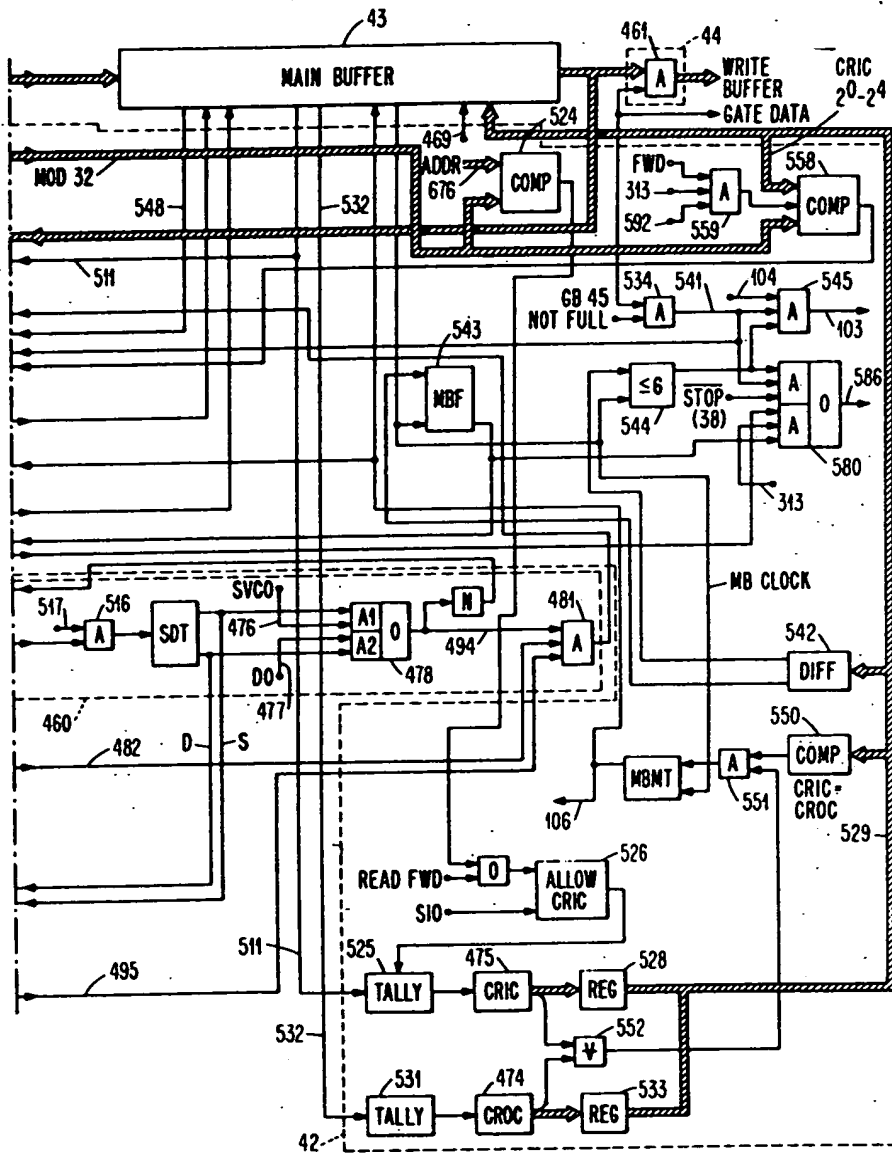 43
461
44
MAIN BUFFER
A
WRITE BUFFER
CRIC 2⁰-2⁴
GATE DATA
524
469
558
MOD 32
ADDR
676
COMP
FWD
313
592
A
559
COMP
548
532
511
104
545
534
541
GB 45 NOT FULL
A
A
103
543
MBF
≤6
544
STOP (38)
A
A
O
586
580
313
SVCO
MB CLOCK
517
516
A
SDT
476
A1
A2
O
N
481
494
A
542
DO
477
478
DIFF
460
D
S
550
482
MBMT
A
551
COMP
CRIC = CROC
106
529
526
READ FWD
O
ALLOW CRIC
SIO
511
525
475
528
495
TALLY
CRIC
REG
532
552
V
531
474
533
TALLY
CROC
REG
42